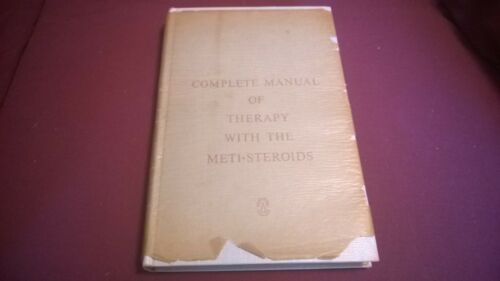 COMPLETE MANUAL
OF
THERAPY
WITH THE
METI•STEROIDS